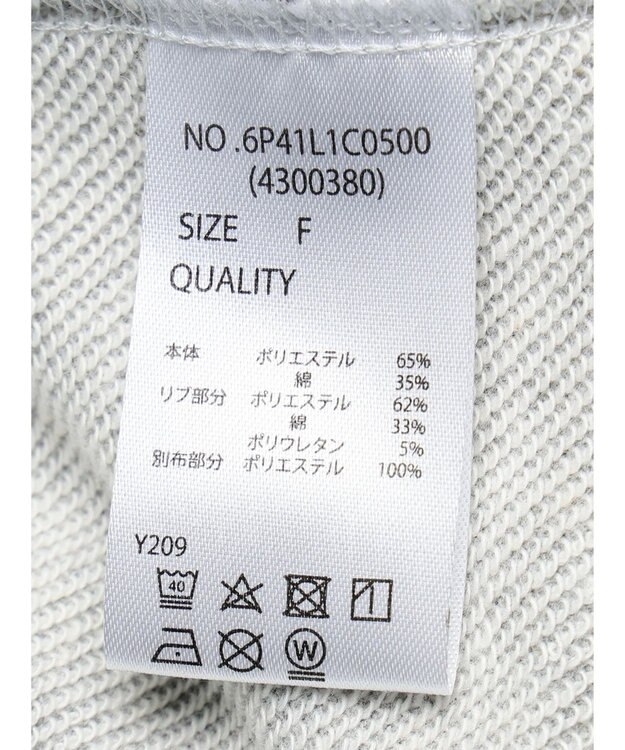 NO.6P41L1C0500
(4300380)
SIZE F
QUALITY
本体 ポリエステル 65%
綿 35%
リブ部分 ポリエステル 62%
綿 33%
ポリウレタン 5%
別布部分 ポリエステル 100%
Y209
40
W